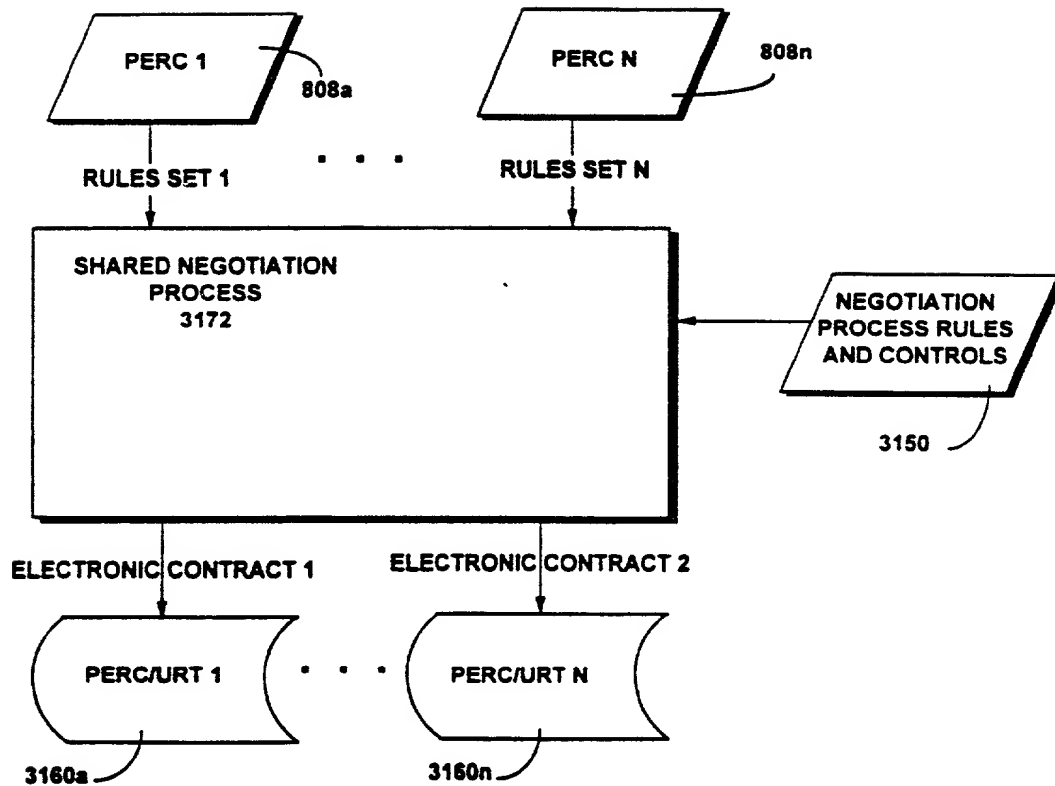 PERC 1
808a
PERC N
808n
RULES SET 1
RULES SET N
SHARED NEGOTIATION
PROCESS
3172
NEGOTIATION
PROCESS RULES
AND CONTROLS
3150
ELECTRONIC CONTRACT 1
ELECTRONIC CONTRACT 2
PERC/URT 1
PERC/URT N
3160a
3160n